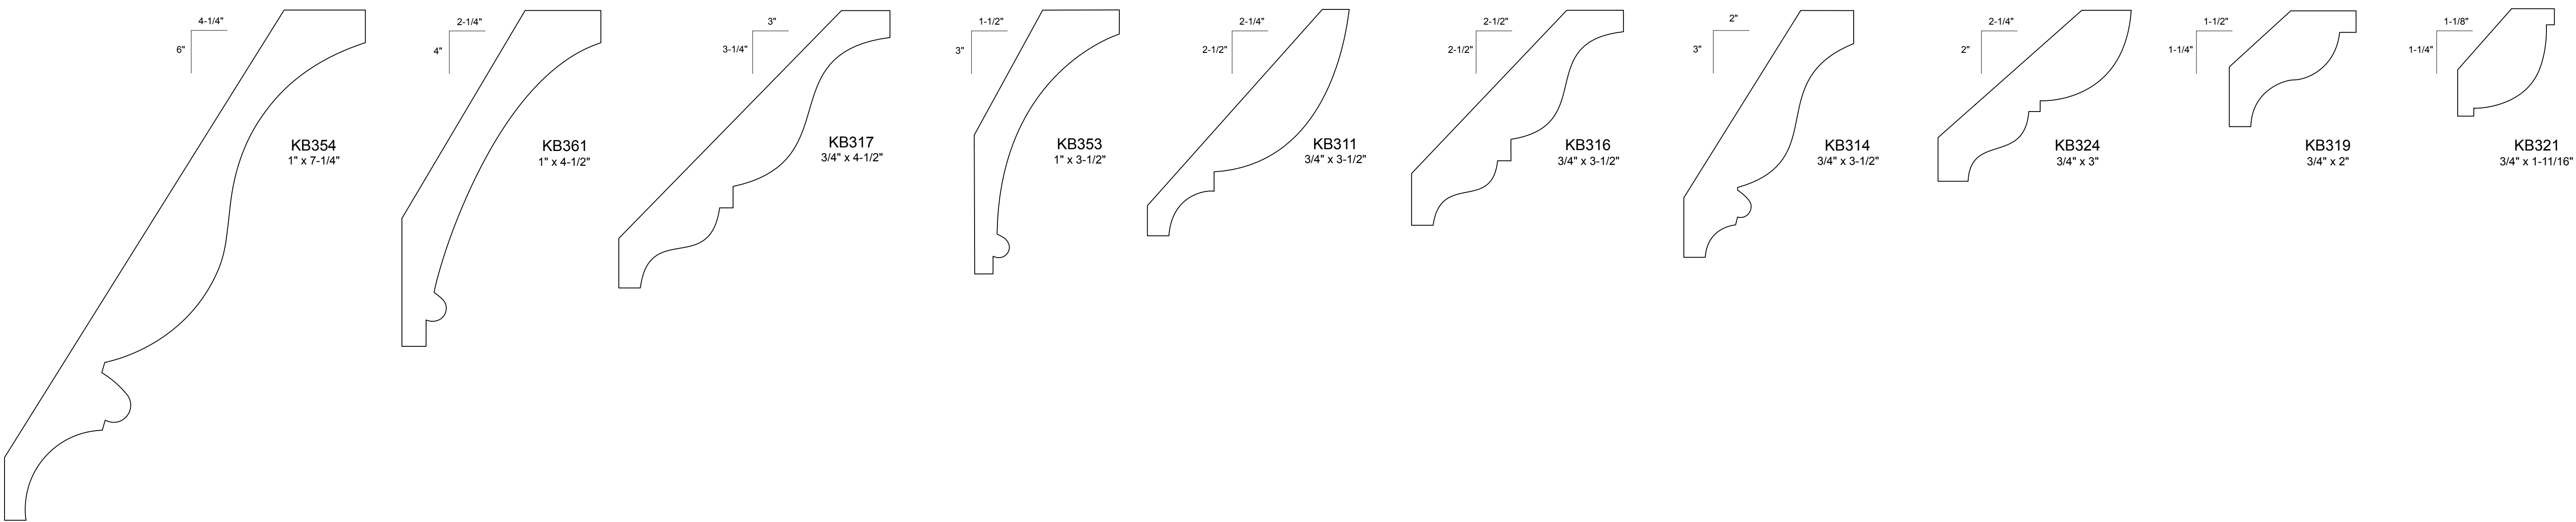 4-1/4"
6"
KB354
1" x 7-1/4"
2-1/4"
4"
KB361
1" x 4-1/2"
3"
3-1/4"
KB317
3/4" x 4-1/2"
1-1/2"
3"
KB353
1" x 3-1/2"
2-1/4"
2-1/2"
KB311
3/4" x 3-1/2"
2-1/2"
2-1/2"
KB316
3/4" x 3-1/2"
2"
3"
KB314
3/4" x 3-1/2"
2-1/4"
2"
KB324
3/4" x 3"
1-1/2"
1-1/4"
KB319
3/4" x 2"
1-1/8"
1-1/4"
KB321
3/4" x 1-11/16"